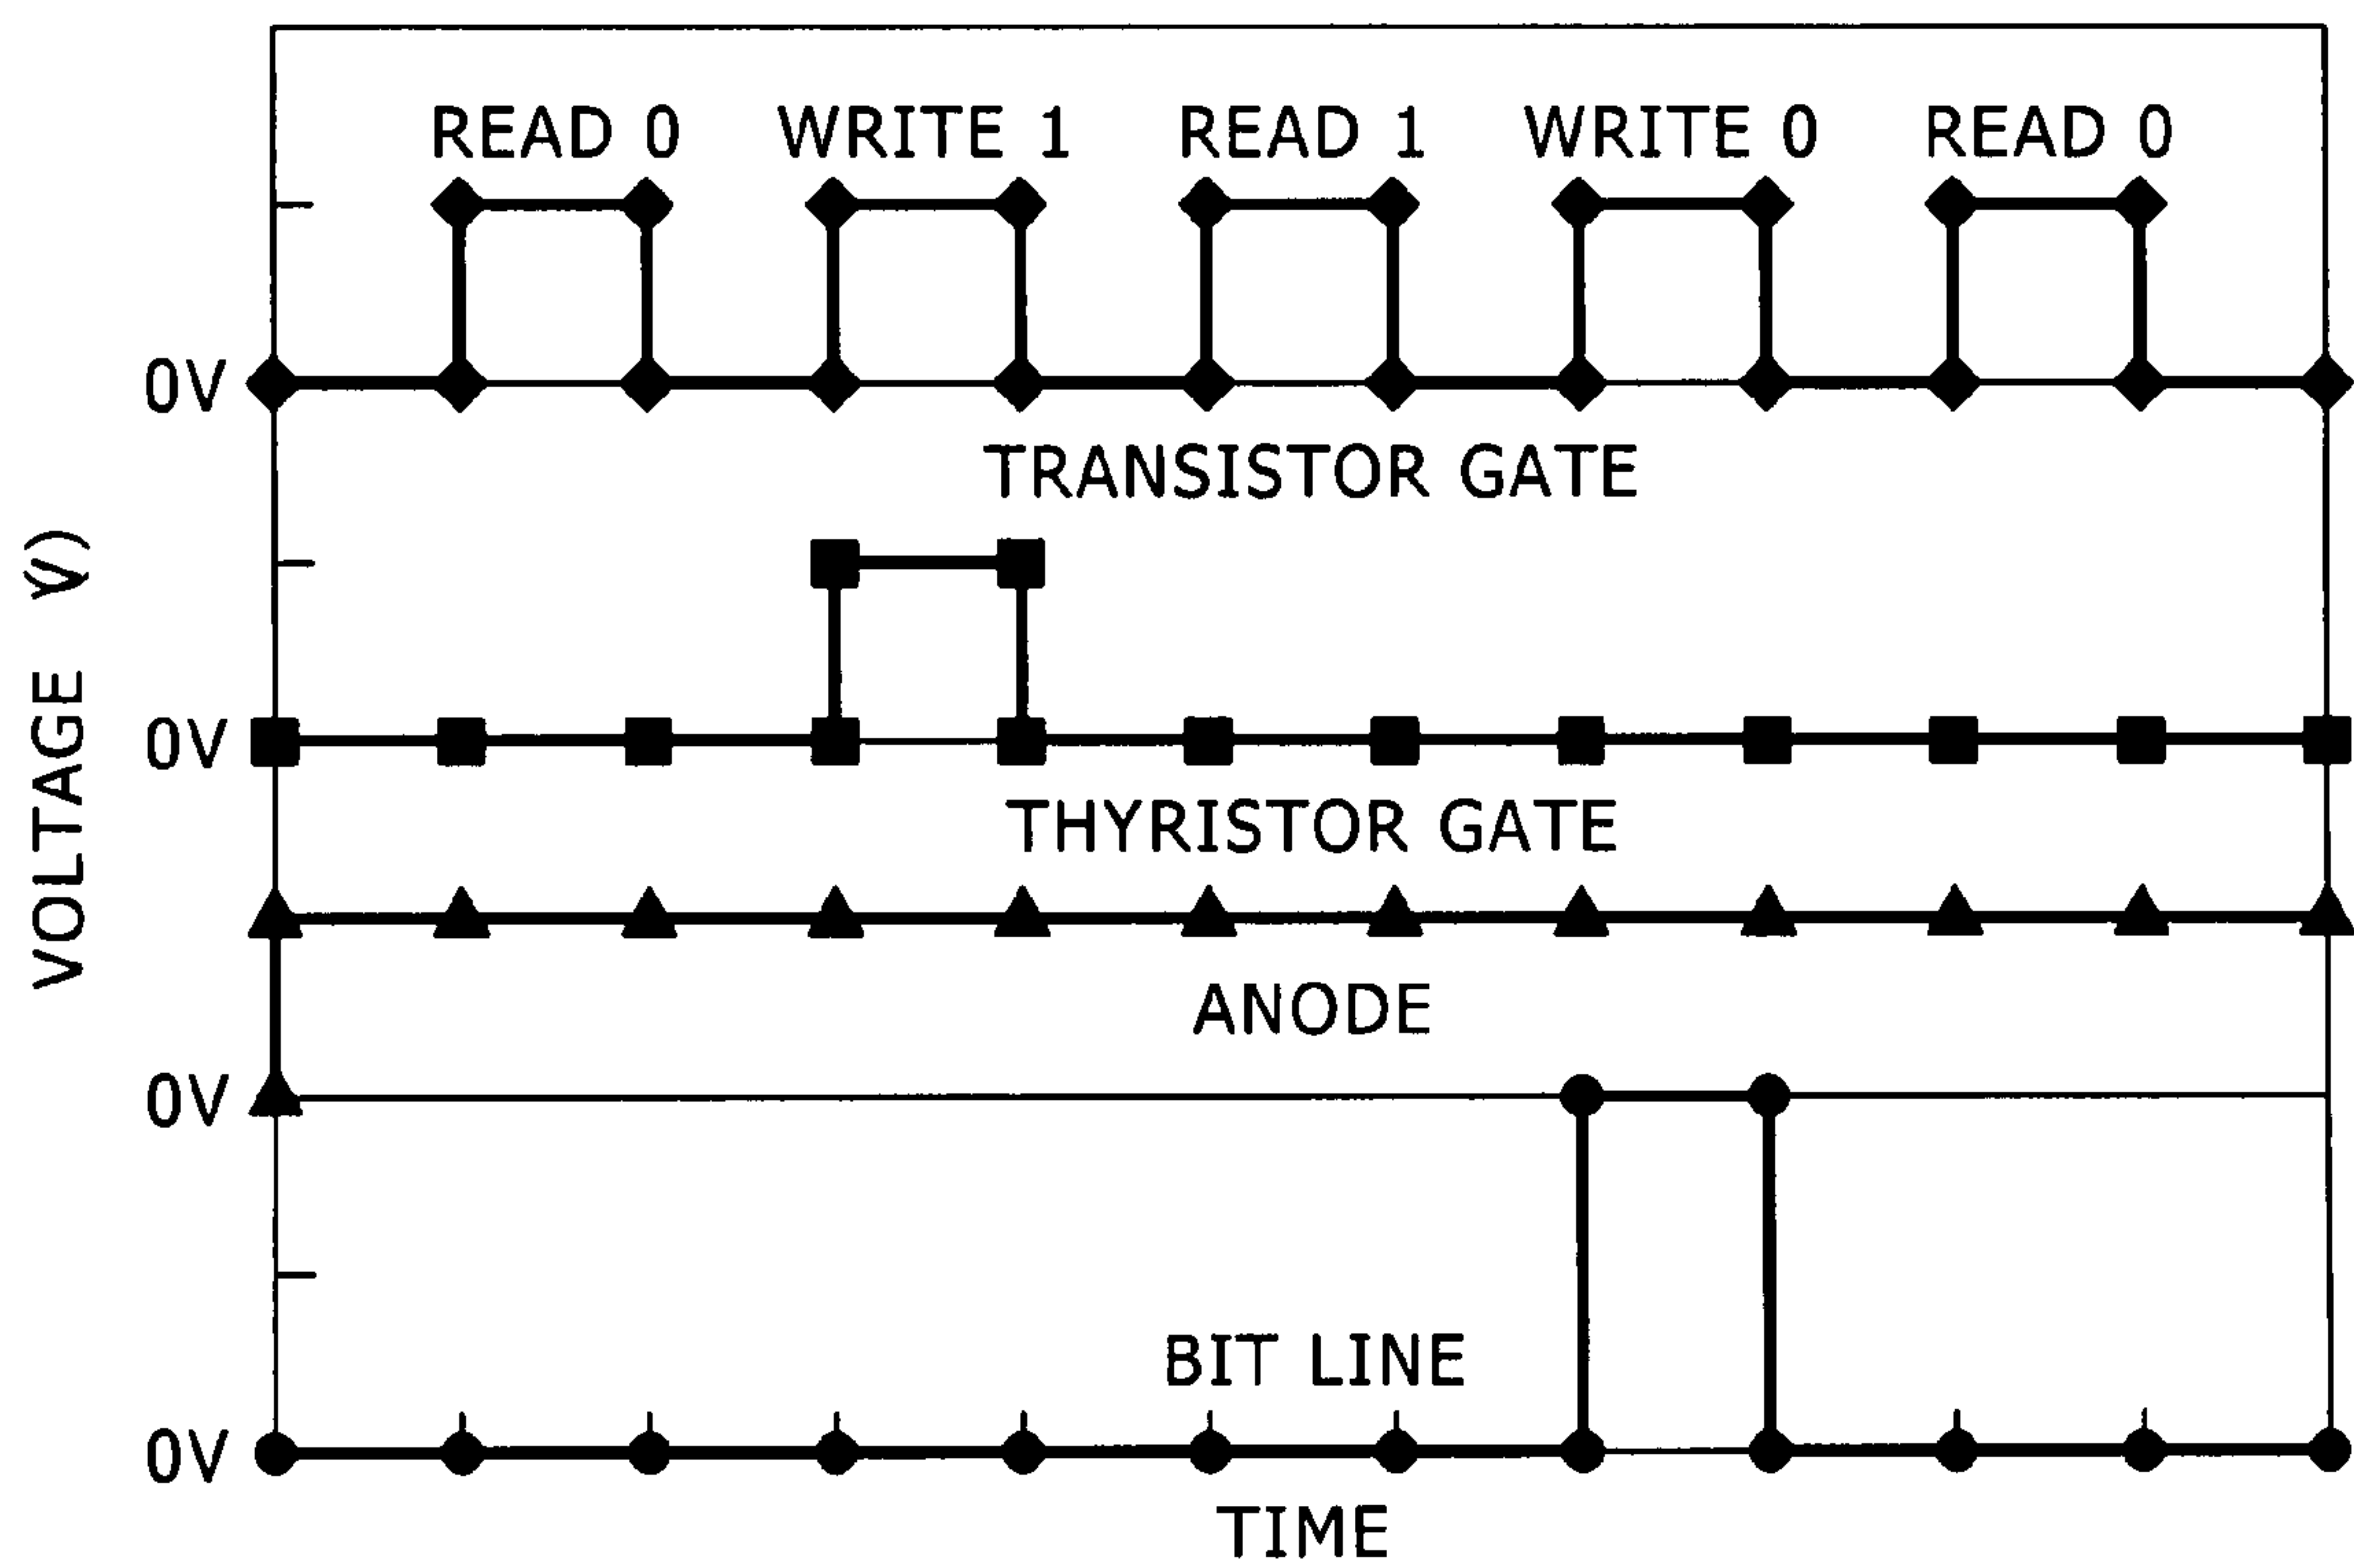 READ 0 WRITE 1 READ 1 WRITE 0 READ 0
0V
TRANSISTOR GATE
VOLTAGE V)
0V
THYRISTOR GATE
ANODE
0V
BIT LINE
0V
TIME